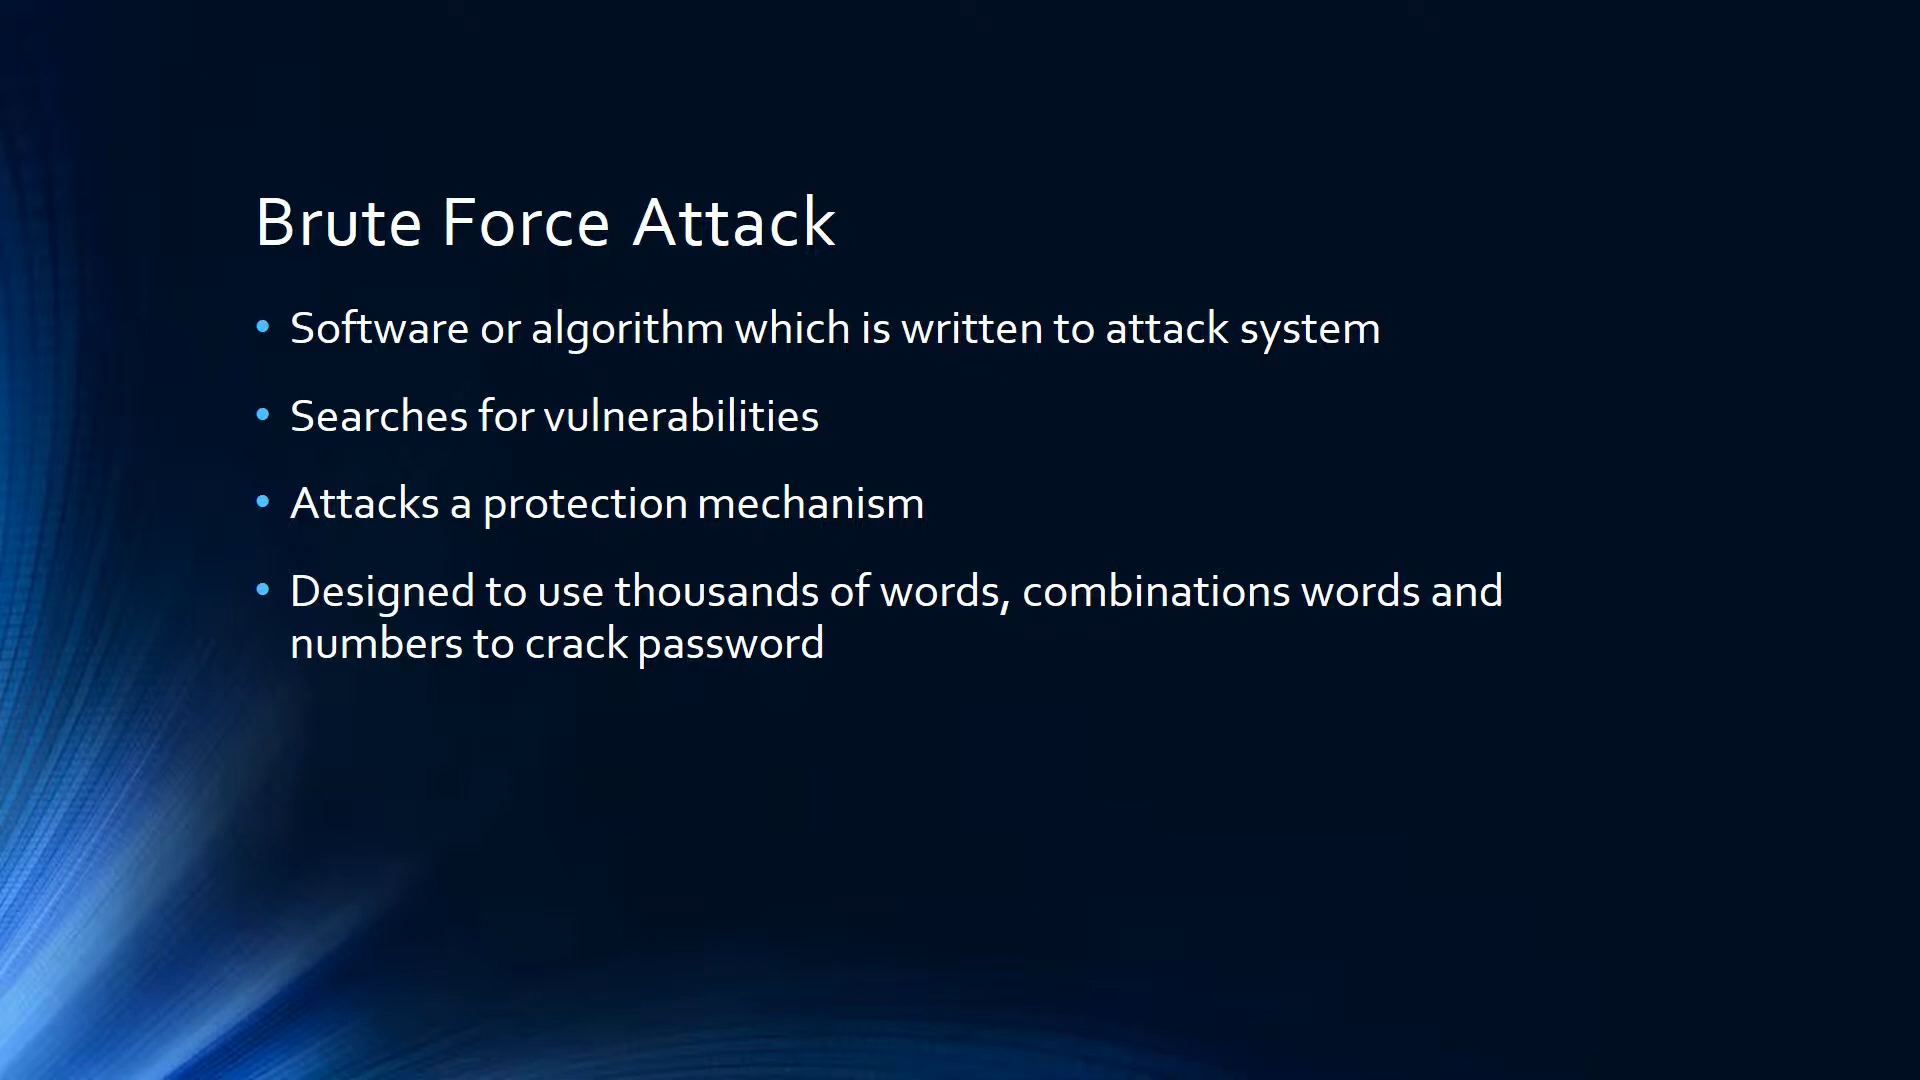 Brute Force Attack
• Software or algorithm which is written to attack system
• Searches for vulnerabilities
• Attacks a protection mechanism
• Designed to use thousands of words, combinations words and
numbers to crack password